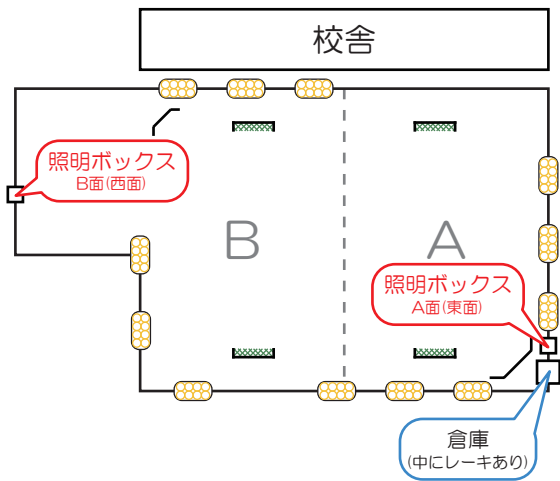 校舎
照明ボックス
B面(西面)
B
A
照明ボックス
A面(東面)
倉庫
(中にレーキあり)